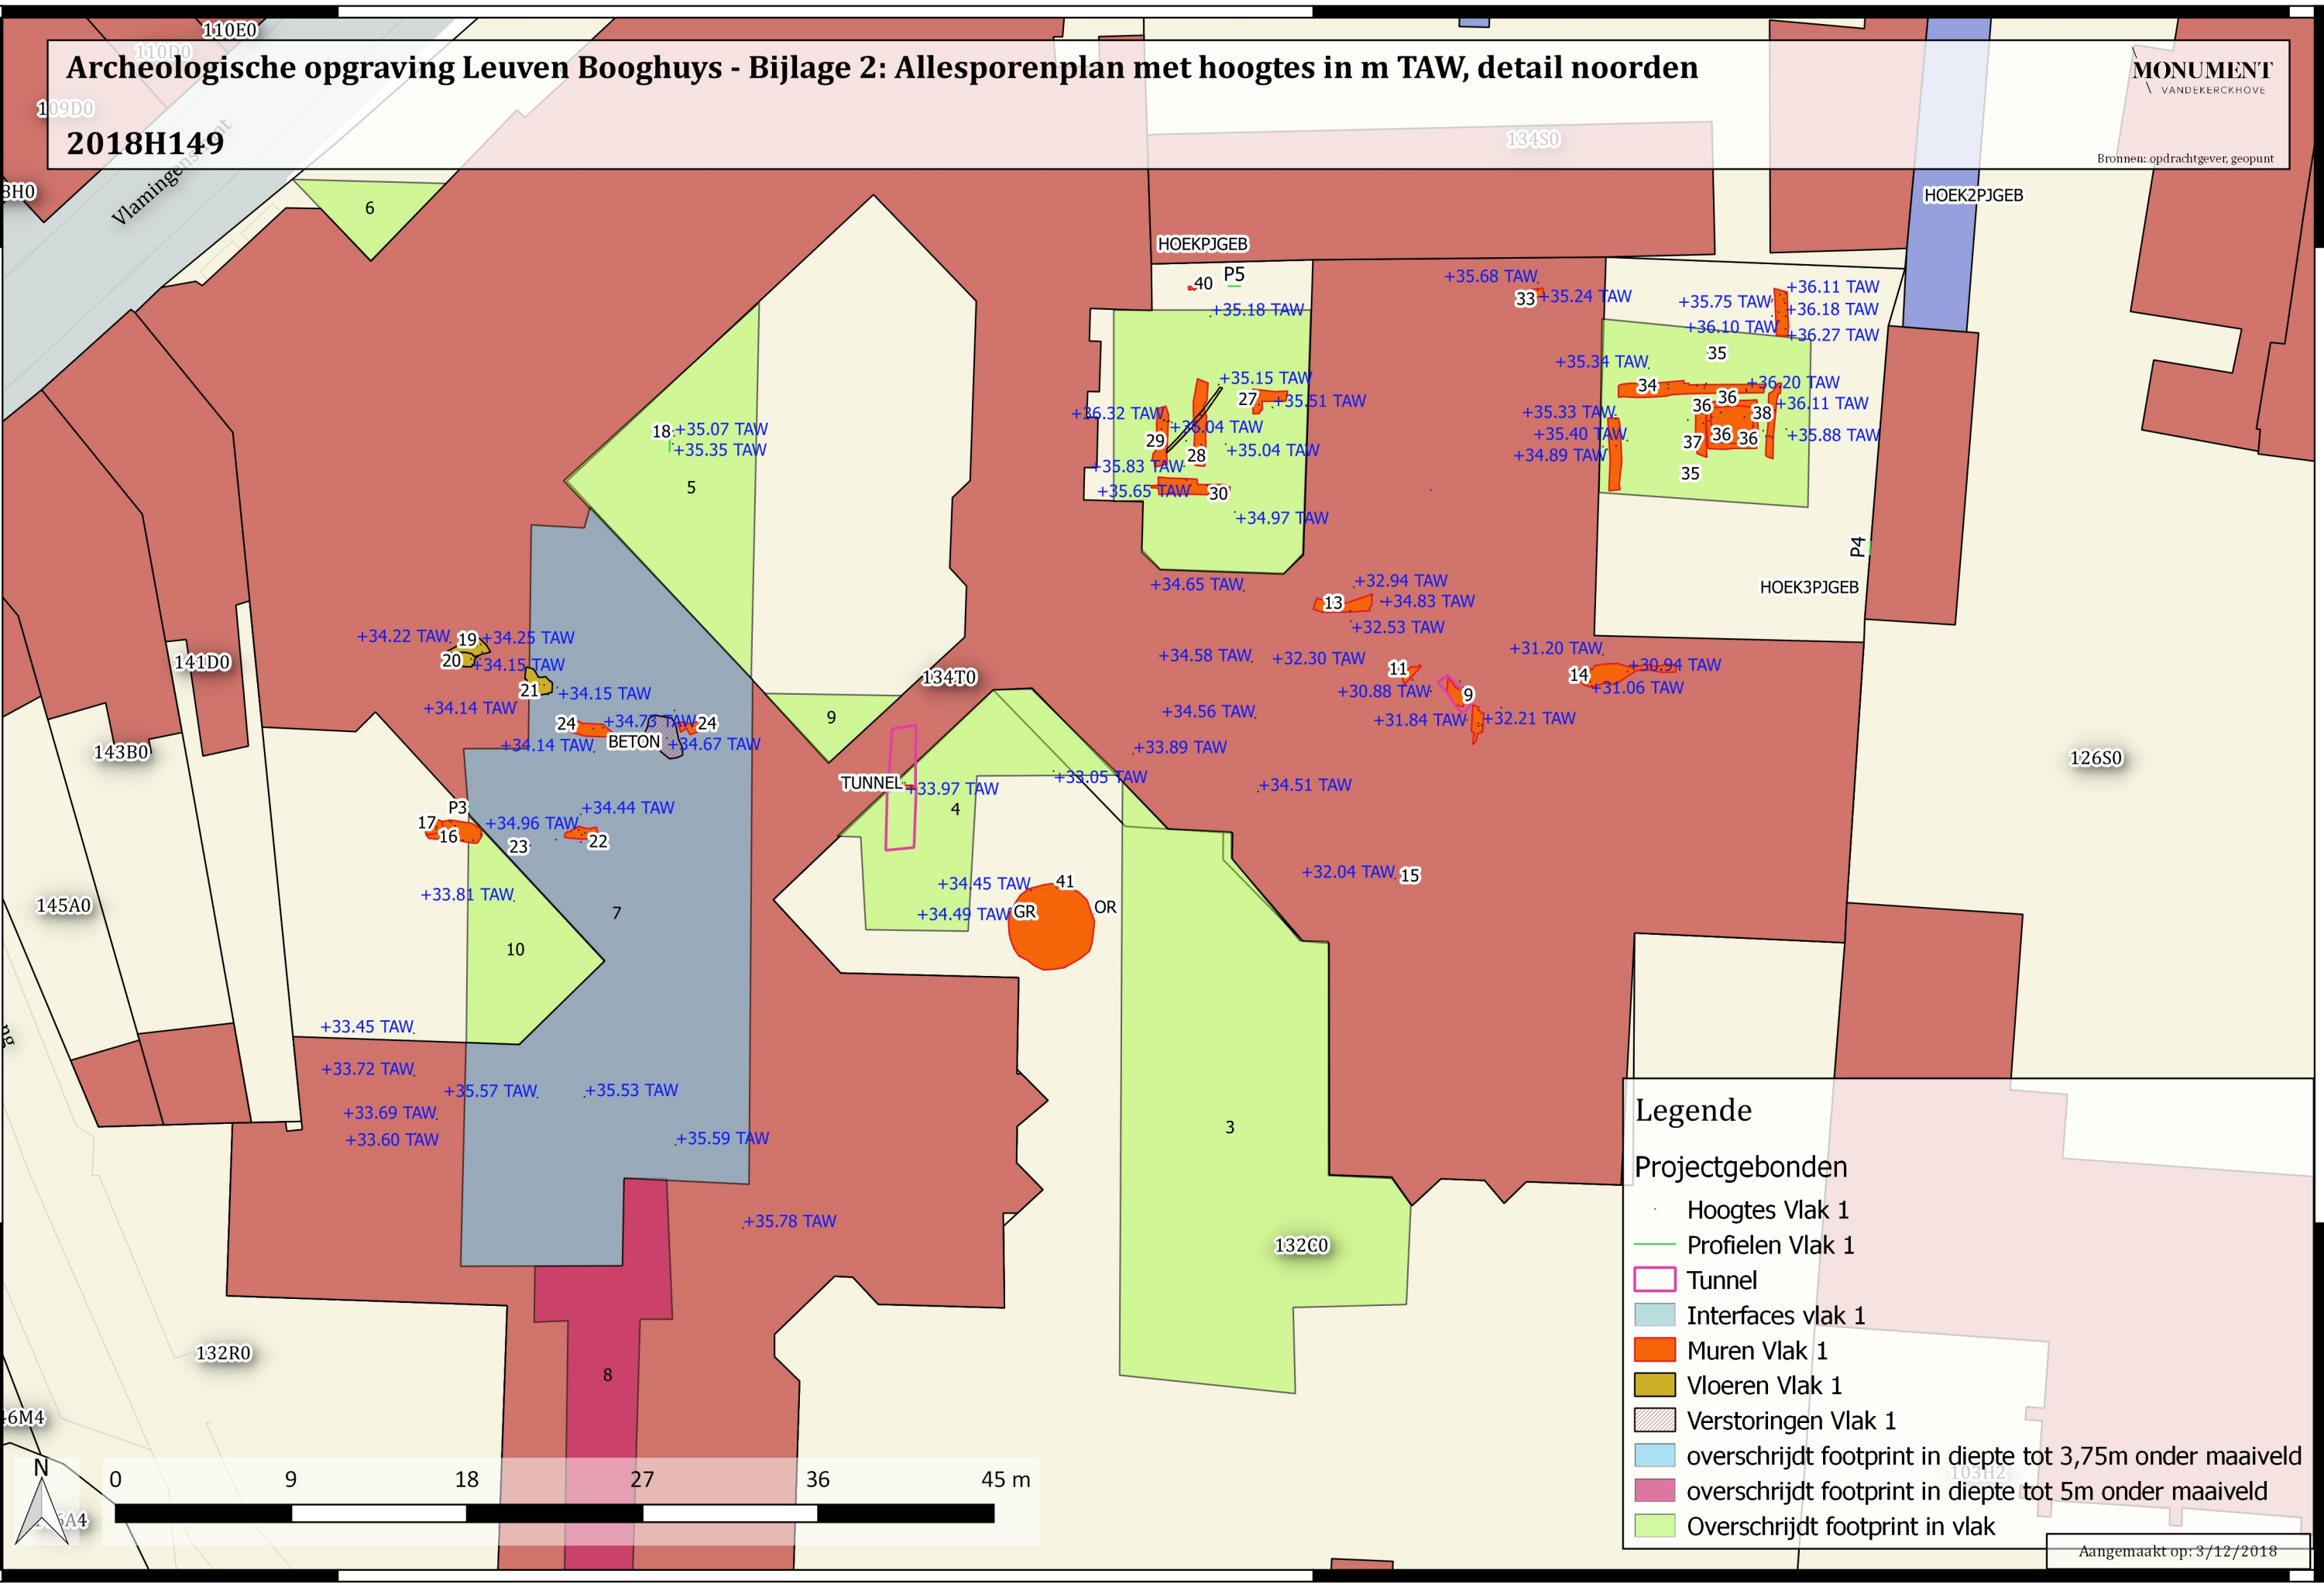 110E0
110D0
Archeologische opgraving Leuven Booghuys - Bijlage 2: Allesporenplan met hoogtes in m TAW, detail noorden
MONUMENT
VANDEKERCKHOVE
109D0
2018H149
134S0
Bronnen: opdrachtgever, geopunt
8H0
HOEK2PJGEB
6
HOEKPJGEB
40
P5
+35.18 TAW
+35.68 TAW
33
+35.24 TAW
+36.11 TAW
+35.75 TAW
+36.18 TAW
+36.10 TAW
+36.27 TAW
35
+35.34 TAW
34
+36.20 TAW
36
36
+36.11 TAW
38
+35.33 TAW
+35.40 TAW
37
36
36
+35.88 TAW
+34.89 TAW
35
+35.15 TAW
27
+35.51 TAW
+36.32 TAW
+36.04 TAW
29
28
+35.04 TAW
+35.83 TAW
+35.65 TAW
30
+34.97 TAW
18
+35.07 TAW
+35.35 TAW
5
P4
HOEK3PJGEB
+34.65 TAW
+32.94 TAW
13
+34.83 TAW
+32.53 TAW
+34.22 TAW
19
+34.25 TAW
20
+34.15 TAW
141D0
21
+34.15 TAW
134T0
+34.58 TAW
+32.30 TAW
11
+31.20 TAW
14
+30.94 TAW
+31.06 TAW
+30.88 TAW
9
+34.14 TAW
24
+34.73 TAW
24
BETON
+34.14 TAW
+34.67 TAW
9
+34.56 TAW
+31.84 TAW
+32.21 TAW
143B0
+33.89 TAW
126S0
TUNNEL
+33.97 TAW
+33.05 TAW
+34.51 TAW
4
P3
17
16
+34.96 TAW
+34.44 TAW
23
22
+32.04 TAW
15
+33.81 TAW
+34.45 TAW
41
145A0
7
+34.49 TAW
GR
OR
10
+33.45 TAW
+33.72 TAW
+35.57 TAW
+35.53 TAW
+33.69 TAW
+33.60 TAW
+35.59 TAW
3
+35.78 TAW
132C0
132R0
8
46M4
Legende
Projectgebonden
Hoogtes Vlak 1
Profielen Vlak 1
Tunnel
Interfaces vlak 1
Muren Vlak 1
Vloeren Vlak 1
Verstoringen Vlak 1
overschrijdt footprint in diepte tot 3,75m onder maaiveld
103H2
overschrijdt footprint in diepte tot 5m onder maaiveld
Overschrijdt footprint in vlak
N
0 9 18 27 36 45 m
Aangemaakt op: 3/12/2018